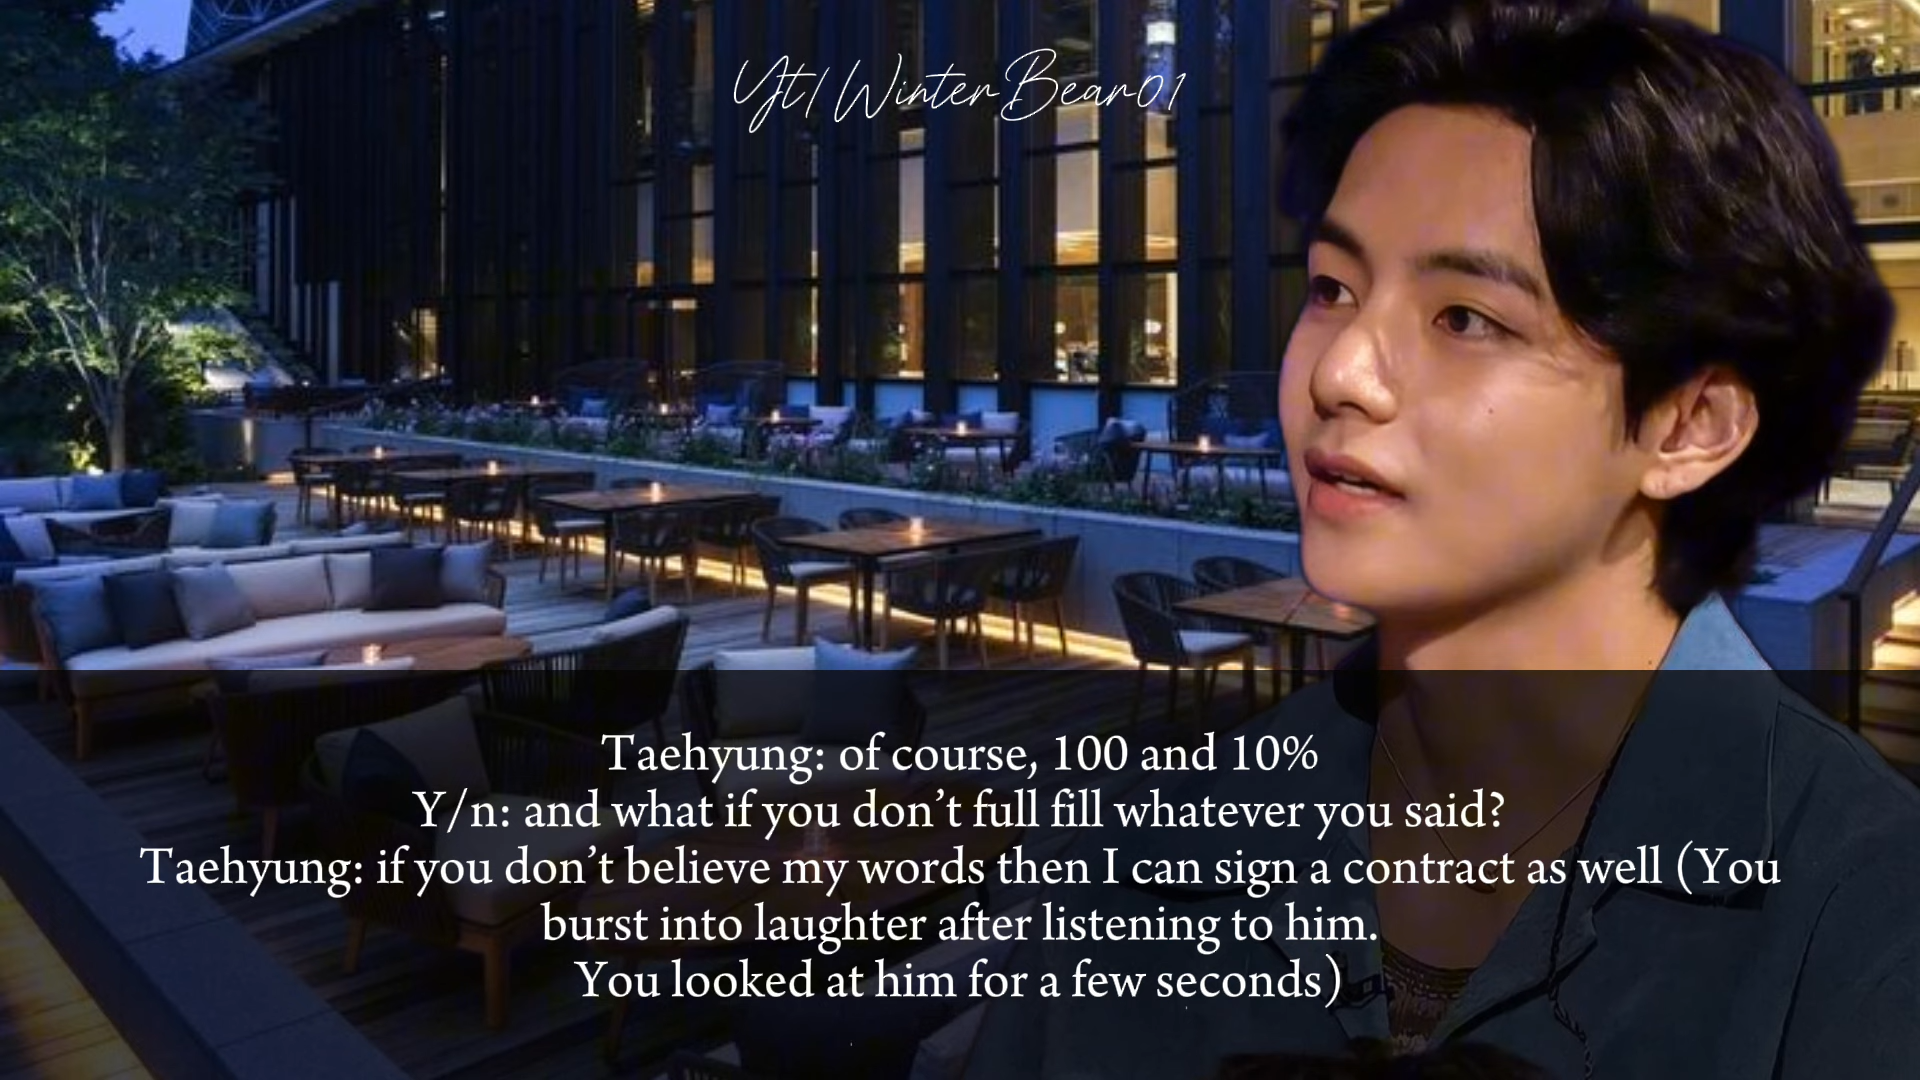 Yt/WinterBear01
Taehyung: of course, 100 and 10%
Y/n: and what if you don’t full fill whatever you said?
Taehyung: if you don’t believe my words then I can sign a contract as well (You
burst into laughter after listening to him.
You looked at him for a few seconds)